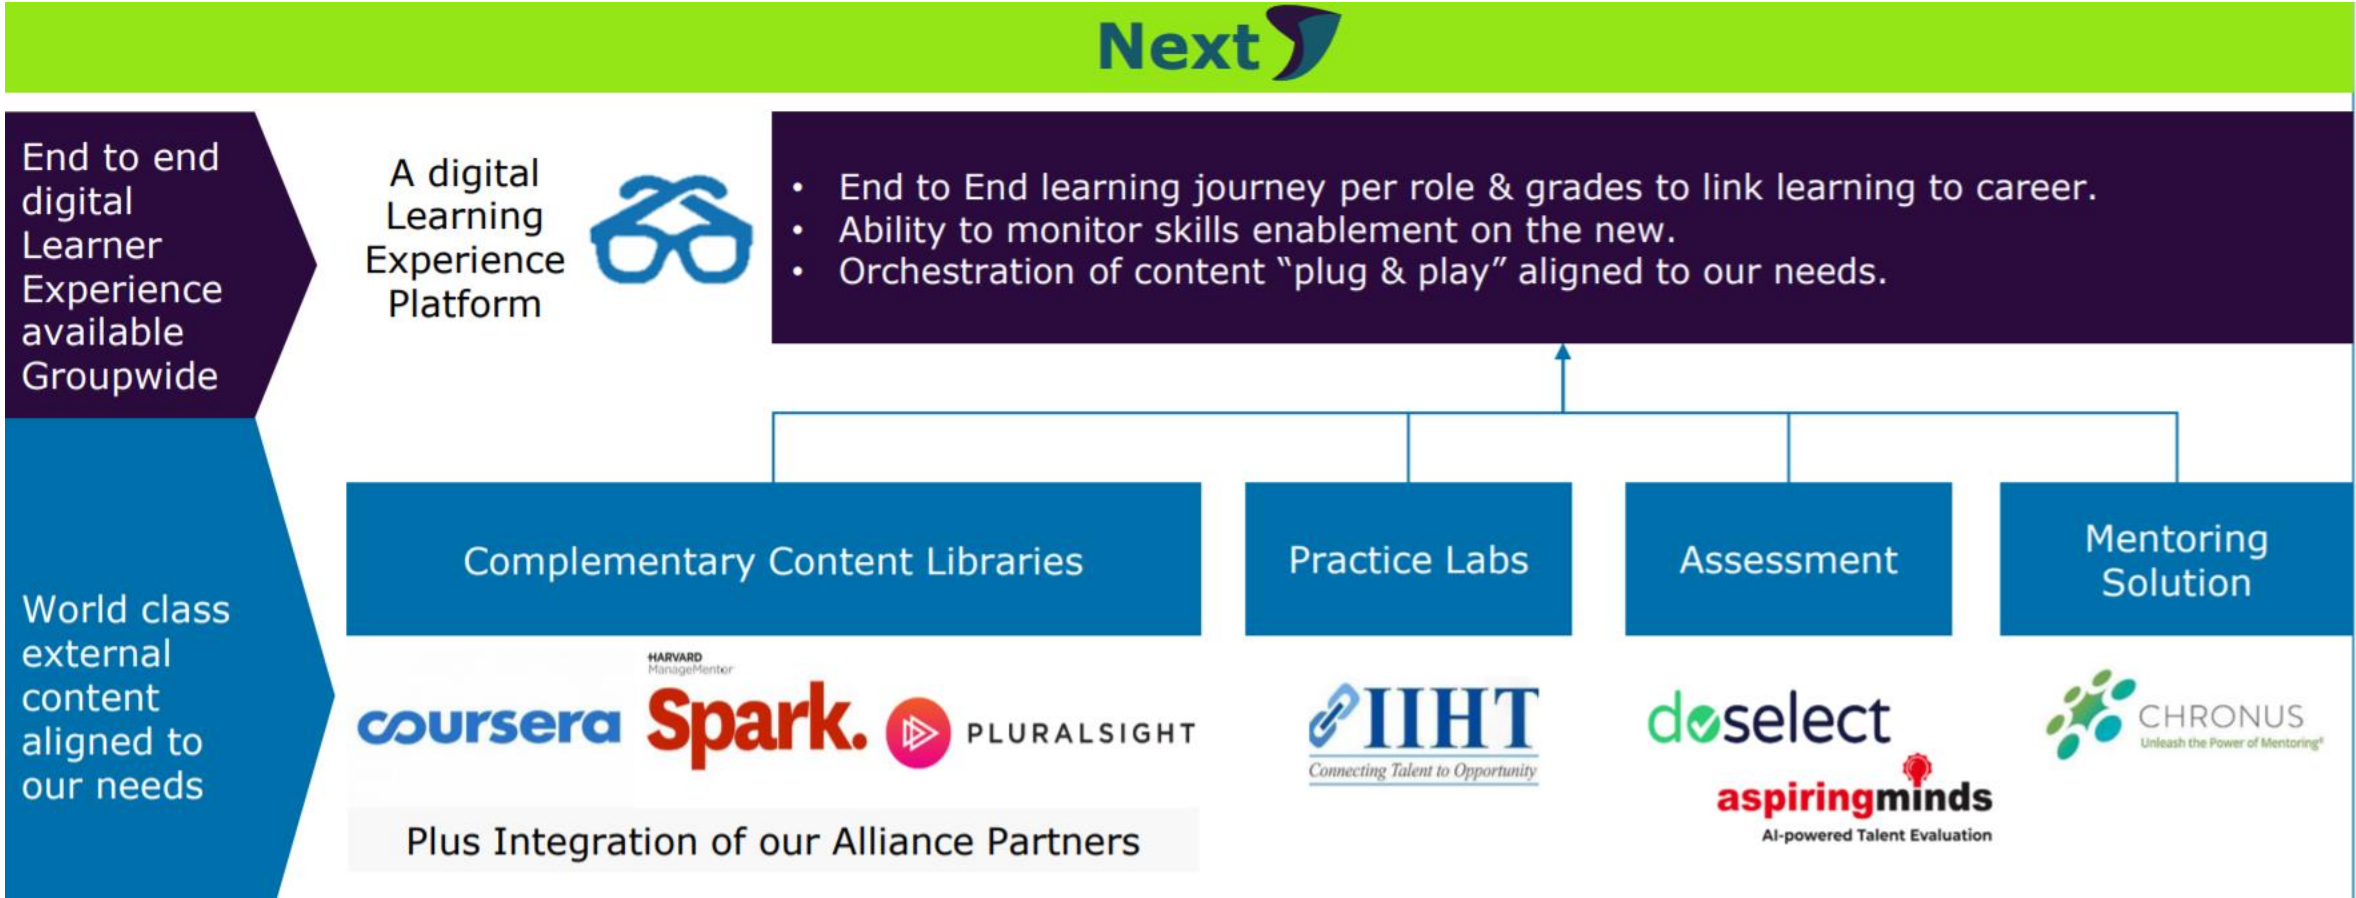 Next
End to end
digital
Learner
Experience
available
Groupwide
A digital
Learning
Experience
Platform
• End to End learning journey per role & grades to link learning to career.
• Ability to monitor skills enablement on the new.
• Orchestration of content “plug & play” aligned to our needs.
World class
external
content
aligned to
our needs
Complementary Content Libraries
coursera
HARVARD
ManageMentor
Spark.
PLURALSIGHT
Plus Integration of our Alliance Partners
Practice Labs
IIHT
Connecting Talent to Opportunity
Assessment
doselect
aspiringminds
AI-powered Talent Evaluation
Mentoring
Solution
CHRONUS
Unleash the Power of Mentoring®